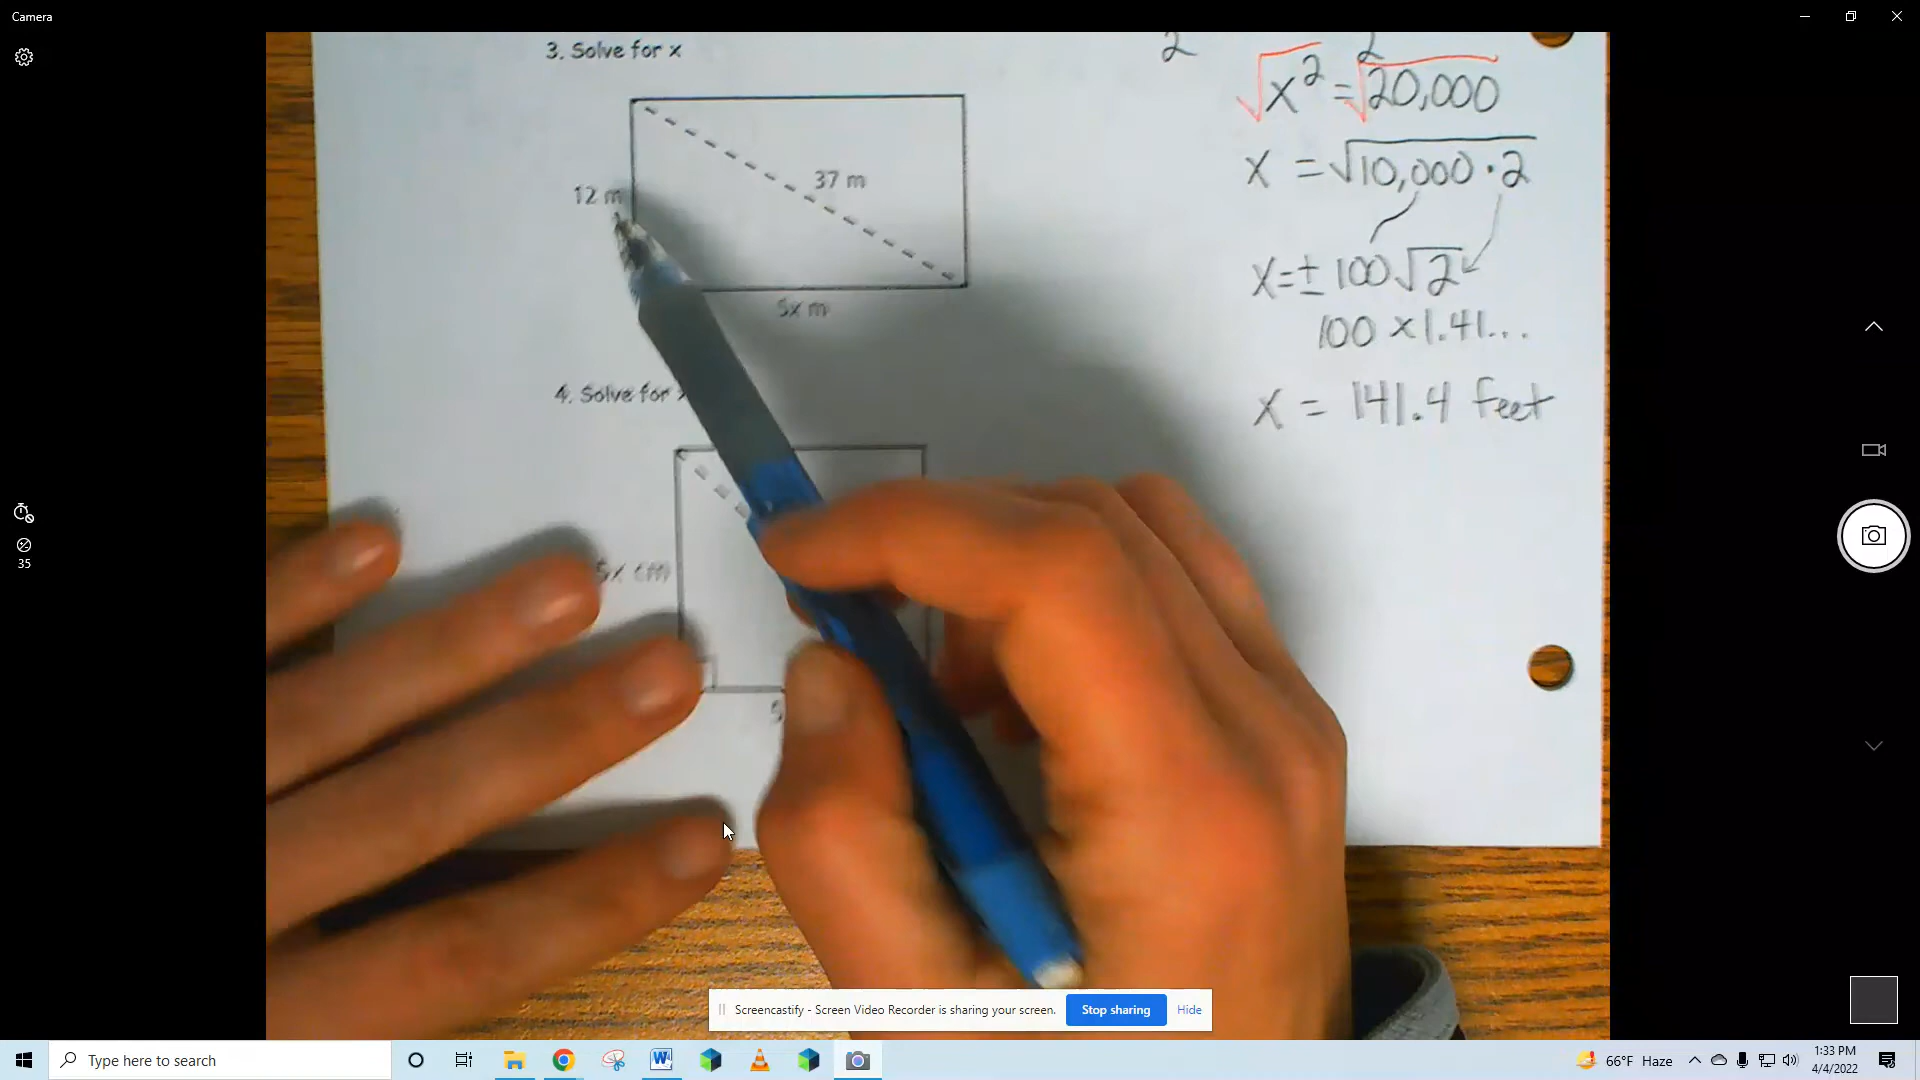 Camera
3. Solve for x
37 m
12 m
5x m
4. Solve for
5x cm
5
2
2
√x² = √20,000
x = √10,000 · 2
x = ± 100√2
100 × 1.41...
x = 141.4 feet
35
Screencastify - Screen Video Recorder is sharing your screen.
Stop sharing
Hide
Type here to search
66°F Haze
1:33 PM
4/4/2022